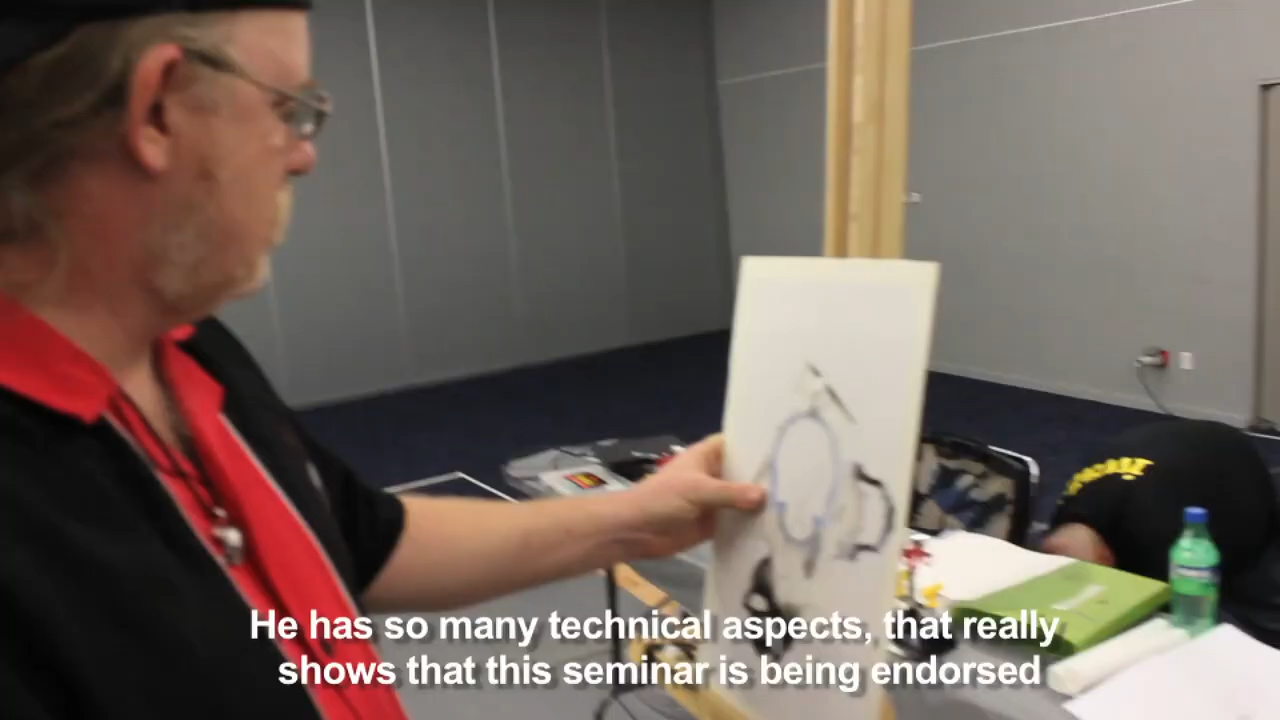 He has so many technical aspects, that really
shows that this seminar is being endorsed